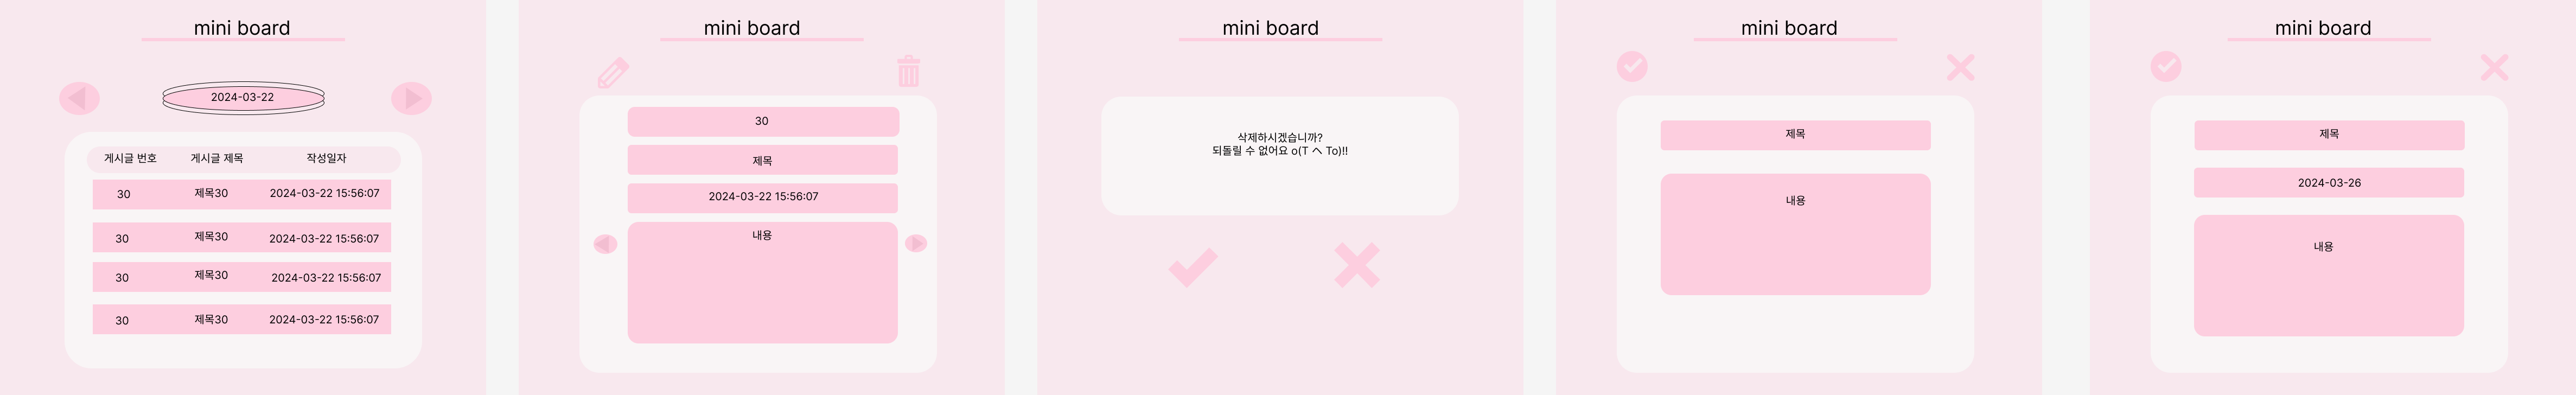 mini board
2024-03-22
게시글 번호 게시글 제목 작성일자
30 제목30 2024-03-22 15:56:07
30 제목30 2024-03-22 15:56:07
30 제목30 2024-03-22 15:56:07
30 제목30 2024-03-22 15:56:07
mini board
30
제목
2024-03-22 15:56:07
내용
mini board
삭제하시겠습니까?
되돌릴 수 없어요 o(T ヘ To)!!
mini board
제목
내용
mini board
제목
2024-03-26
내용